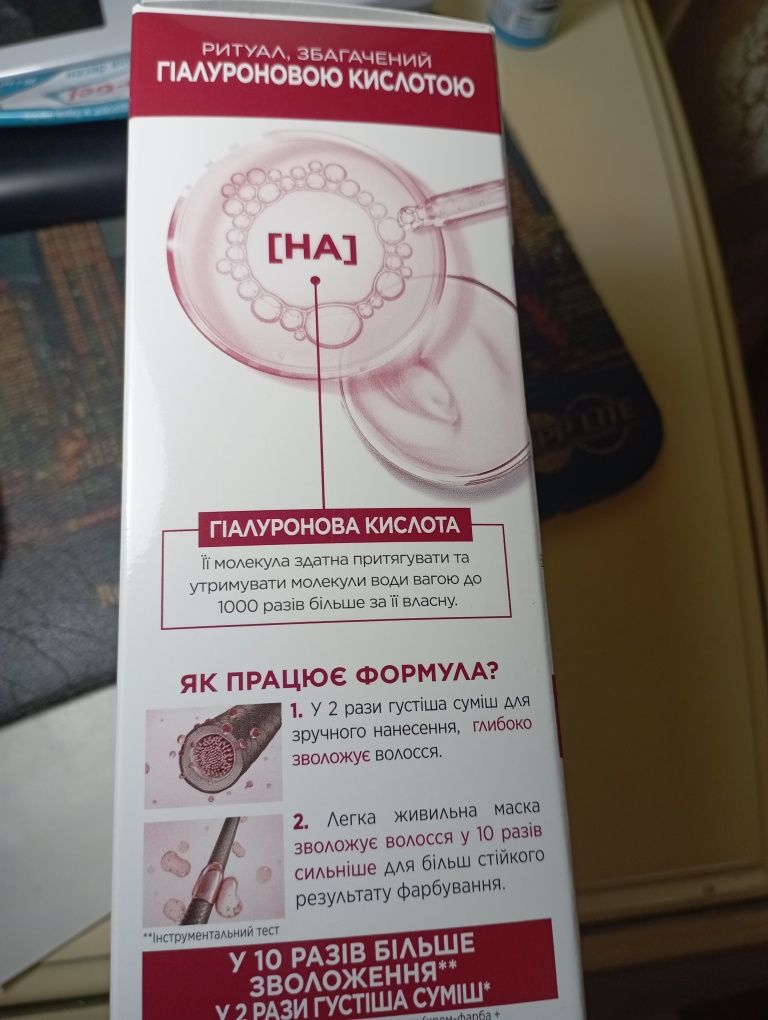 РИТУАЛ, ЗБАГАЧЕНИЙ
ГІАЛУРОНОВОЮ КИСЛОТОЮ
[HA]
ГІАЛУРОНОВА КИСЛОТА
Її молекула здатна притягувати та
утримувати молекули води вагою до
1000 разів більше за її власну.
ЯК ПРАЦЮЄ ФОРМУЛА?
1. У 2 рази густіша суміш для
зручного нанесення, глибоко
зволожує волосся.
2. Легка живильна маска
зволожує волосся у 10 разів
сильніше для більш стійкого
результату фарбування.
**Інструментальний тест
У 10 РАЗІВ БІЛЬШЕ
ЗВОЛОЖЕННЯ**
У 2 РАЗИ ГУСТІША СУМІШ*